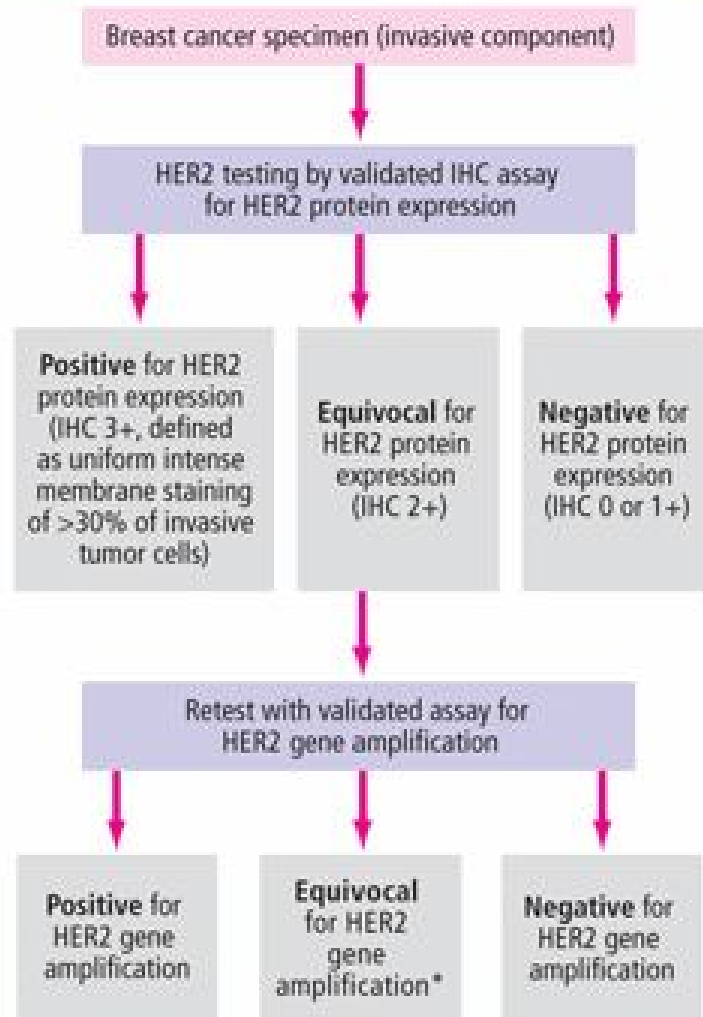 Breast cancer specimen (invasive component)
HER2 testing by validated IHC assay
for HER2 protein expression
Positive for HER2
protein expression
(IHC 3+, defined
as uniform intense
membrane staining
of >30% of invasive
tumor cells)
Equivocal for
HER2 protein
expression
(IHC 2+)
Negative for
HER2 protein
expression
(IHC 0 or 1+)
Retest with validated assay for
HER2 gene amplification
Positive for
HER2 gene
amplification
Equivocal
for HER2
gene
amplification*
Negative for
HER2 gene
amplification